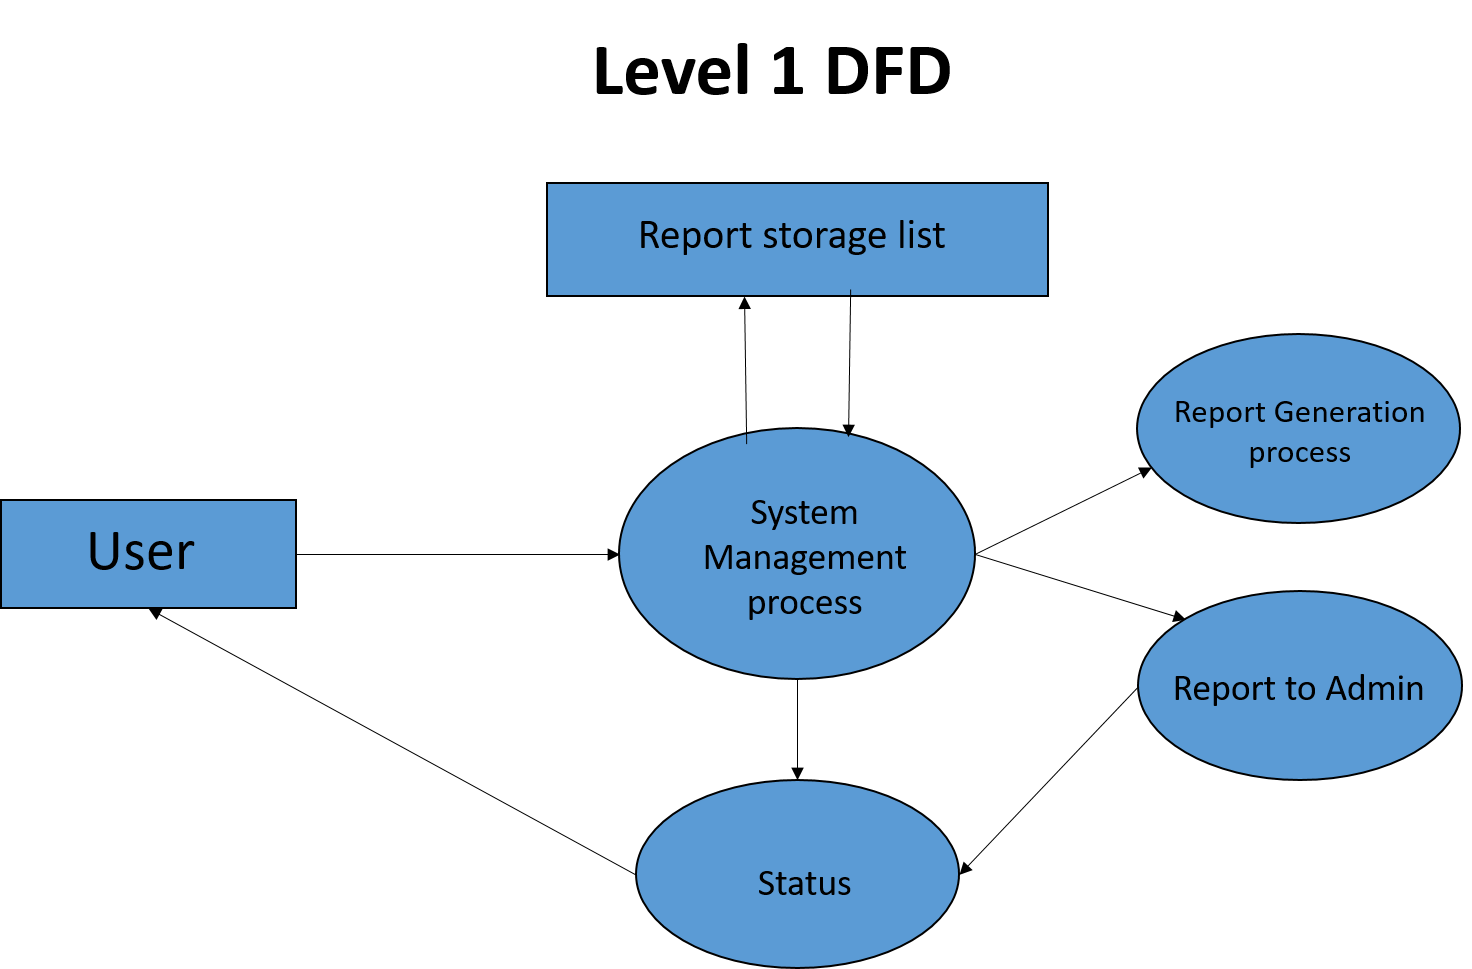 Level 1 DFD
Report storage list
Report Generation
process
System
Management
process
User
Report to Admin
Status